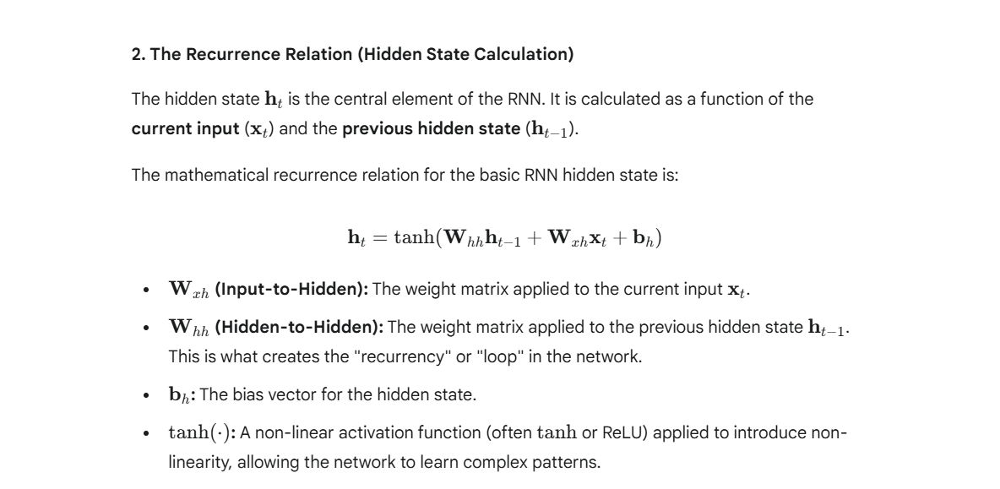 2. The Recurrence Relation (Hidden State Calculation)
The hidden state $\mathbf{h}_t$ is the central element of the RNN. It is calculated as a function of the
current input ($\mathbf{x}_t$) and the previous hidden state ($\mathbf{h}_{t-1}$).
The mathematical recurrence relation for the basic RNN hidden state is:
$\mathbf{h}_t = \tanh(\mathbf{W}_{hh}\mathbf{h}_{t-1} + \mathbf{W}_{xh}\mathbf{x}_t + \mathbf{b}_h)$
• $\mathbf{W}_{xh}$ (Input-to-Hidden): The weight matrix applied to the current input $\mathbf{x}_t$.
• $\mathbf{W}_{hh}$ (Hidden-to-Hidden): The weight matrix applied to the previous hidden state $\mathbf{h}_{t-1}$.
This is what creates the "recurrency" or "loop" in the network.
• $\mathbf{b}_h$: The bias vector for the hidden state.
• $\tanh(\cdot)$: A non-linear activation function (often $\tanh$ or ReLU) applied to introduce non-
linearity, allowing the network to learn complex patterns.